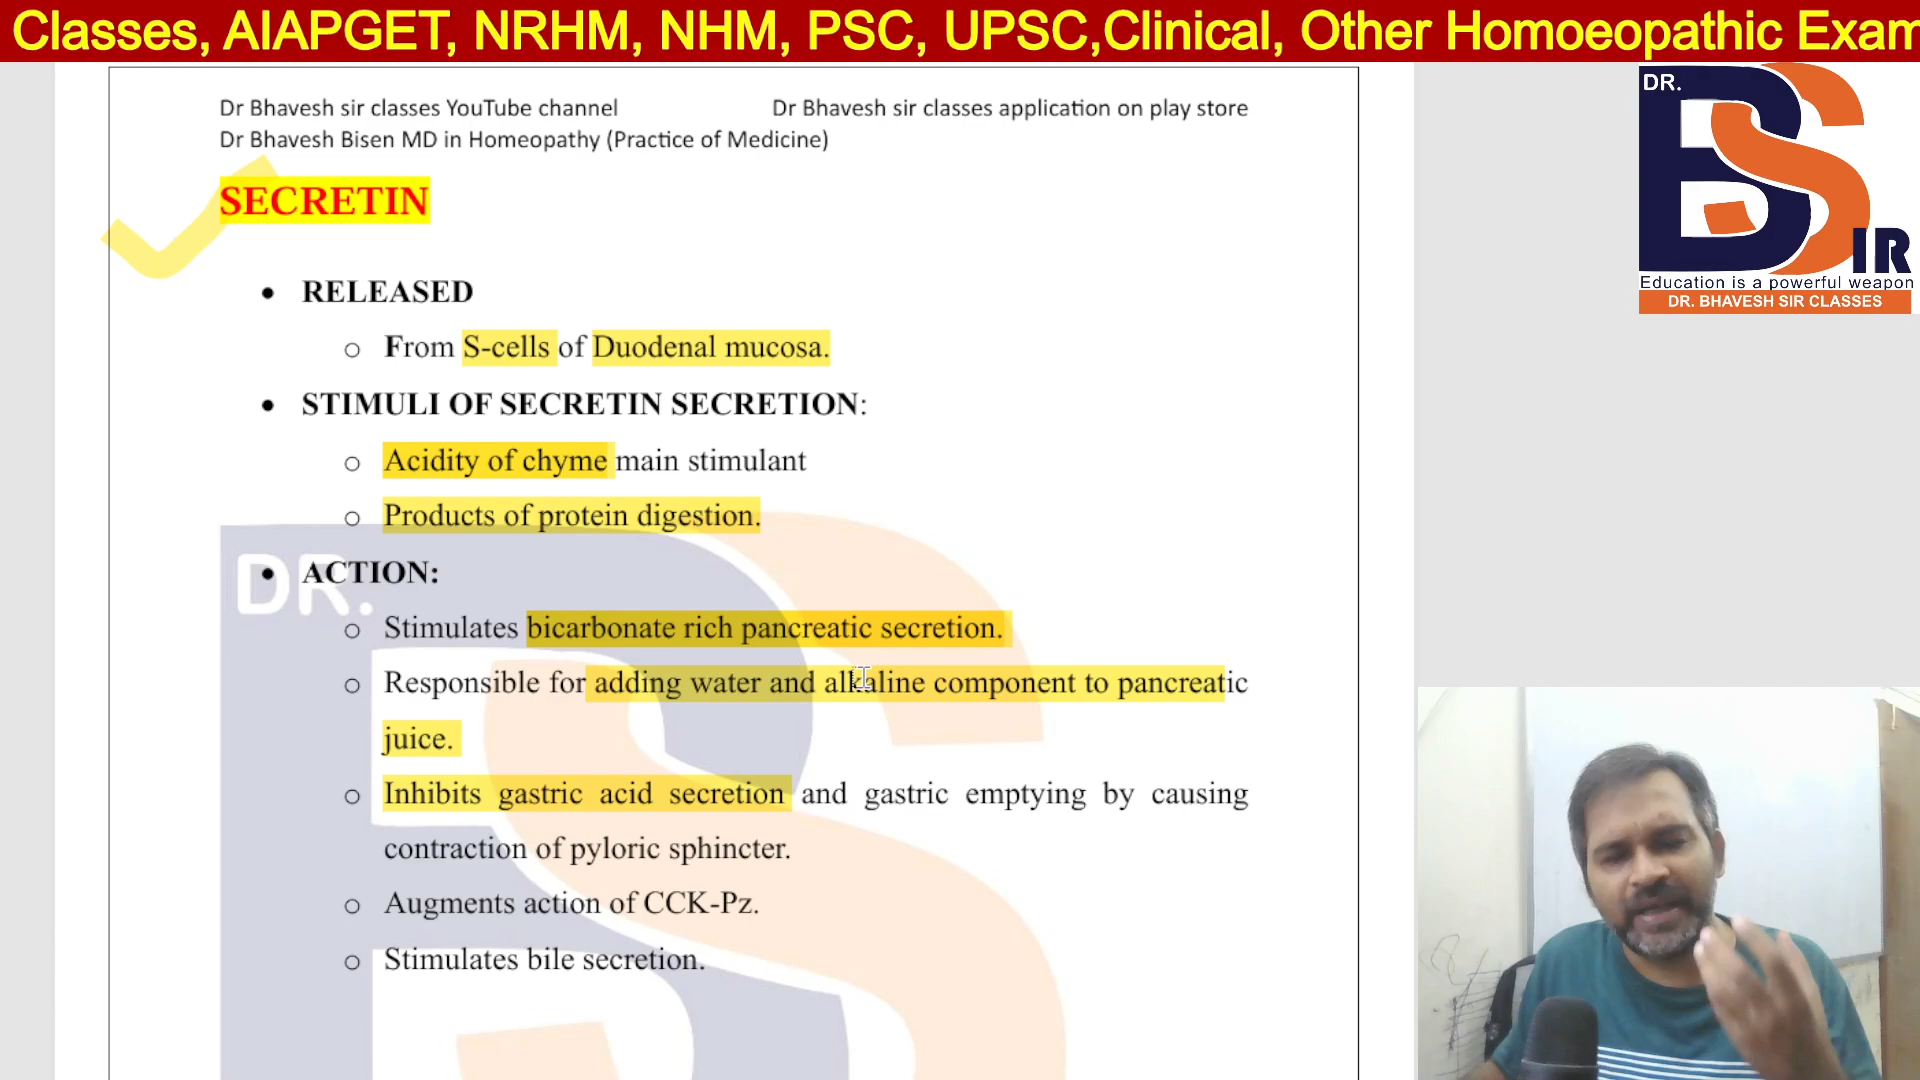 Classes, AIAPGET, NRHM, NHM, PSC, UPSC,Clinical, Other Homoeopathic Exam
Dr Bhavesh sir classes YouTube channel Dr Bhavesh sir classes application on play store
Dr Bhavesh Bisen MD in Homeopathy (Practice of Medicine)
SECRETIN
• RELEASED
o From S-cells of Duodenal mucosa.
• STIMULI OF SECRETIN SECRETION:
o Acidity of chyme main stimulant
o Products of protein digestion.
• ACTION:
o Stimulates bicarbonate rich pancreatic secretion.
o Responsible for adding water and alkaline component to pancreatic
juice.
o Inhibits gastric acid secretion and gastric emptying by causing
contraction of pyloric sphincter.
o Augments action of CCK-Pz.
o Stimulates bile secretion.
DR.
DR.
BS
IR
Education is a powerful weapon
DR. BHAVESH SIR CLASSES